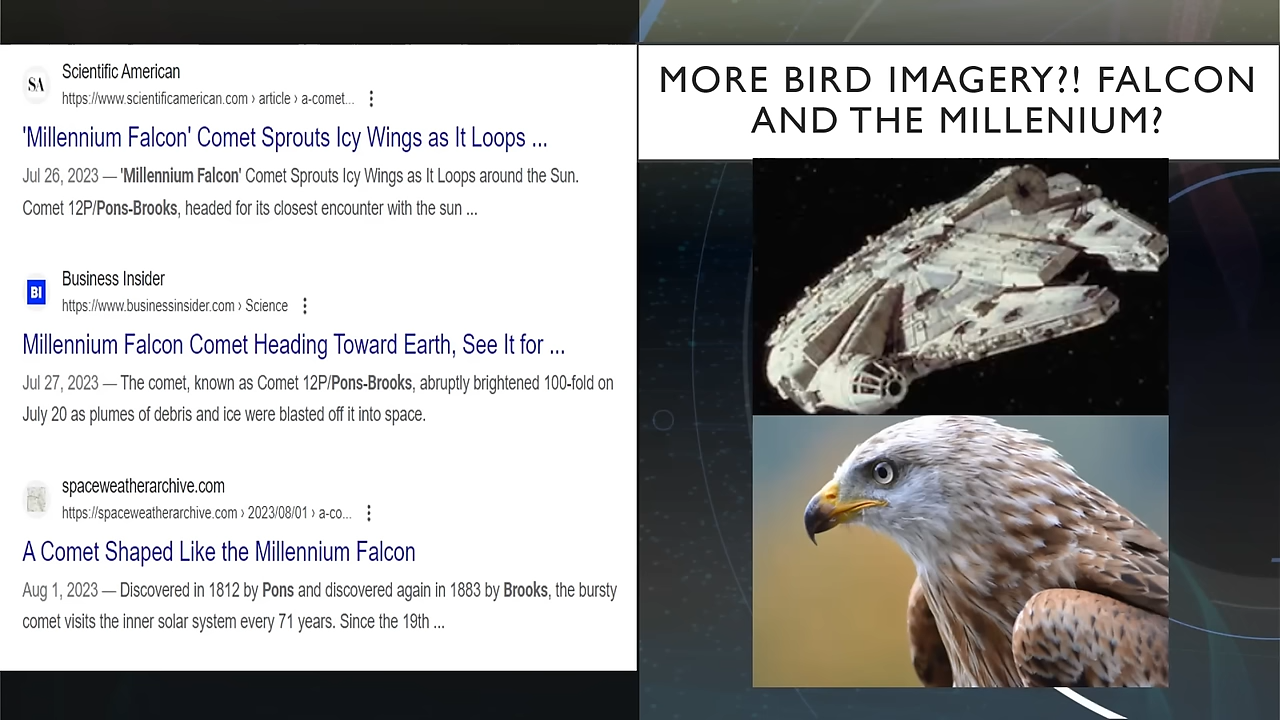 SA
Scientific American
https://www.scientificamerican.com › article › a-comet...
'Millennium Falcon' Comet Sprouts Icy Wings as It Loops ...
Jul 26, 2023 — 'Millennium Falcon' Comet Sprouts Icy Wings as It Loops around the Sun.
Comet 12P/Pons-Brooks, headed for its closest encounter with the sun ...
BI
Business Insider
https://www.businessinsider.com › Science
Millennium Falcon Comet Heading Toward Earth, See It for ...
Jul 27, 2023 — The comet, known as Comet 12P/Pons-Brooks, abruptly brightened 100-fold on
July 20 as plumes of debris and ice were blasted off it into space.
spaceweatherarchive.com
https://spaceweatherarchive.com › 2023/08/01 › a-co...
A Comet Shaped Like the Millennium Falcon
Aug 1, 2023 — Discovered in 1812 by Pons and discovered again in 1883 by Brooks, the bursty
comet visits the inner solar system every 71 years. Since the 19th ...
MORE BIRD IMAGERY?! FALCON
AND THE MILLENIUM?